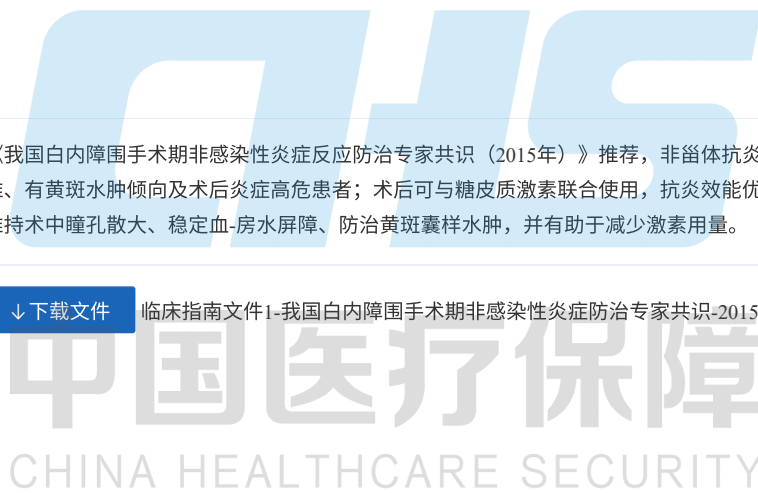 《我国白内障围手术期非感染性炎症反应防治专家共识（2015年）》推荐，非甾体抗炎
、有黄斑水肿倾向及术后炎症高危患者；术后可与糖皮质激素联合使用，抗炎效能优
持术中瞳孔散大、稳定血-房水屏障、防治黄斑囊样水肿，并有助于减少激素用量。
↓下载文件 临床指南文件1-我国白内障围手术期非感染性炎症防治专家共识-2015
CHS
中国医疗保障
CHINA HEALTHCARE SECURITY